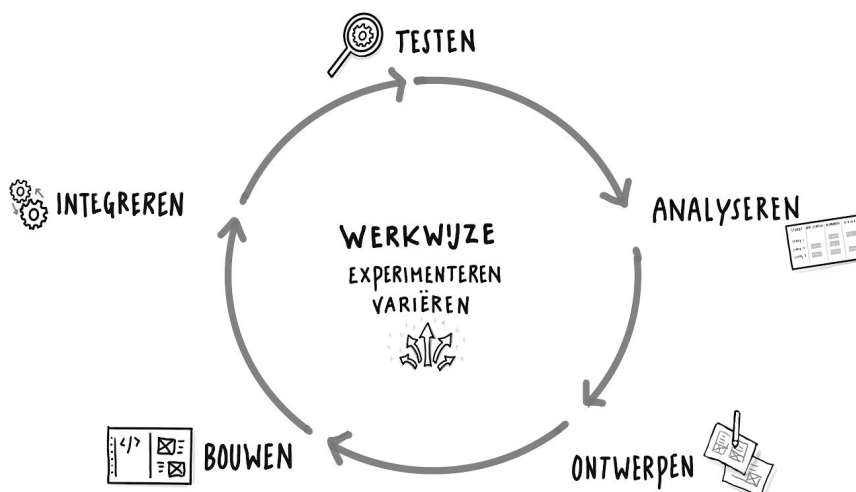 TESTEN
INTEGREREN
ANALYSEREN
WERKWIJZE
EXPERIMENTEREN
VARIËREN
</>
BOUWEN
ONTWERPEN